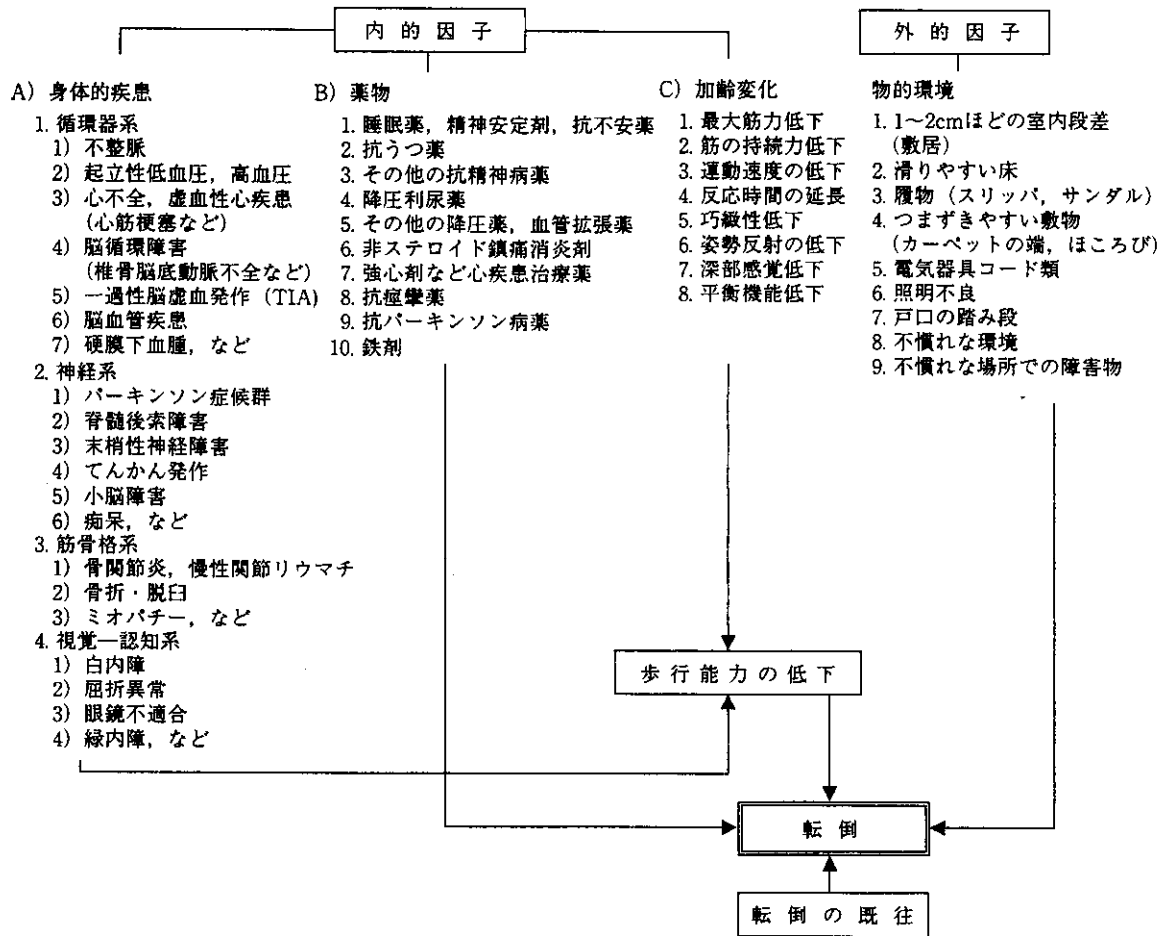 内的因子
外的因子
A) 身体的疾患
1. 循環器系
1) 不整脈
2) 起立性低血圧，高血圧
3) 心不全，虚血性心疾患
(心筋梗塞など)
4) 脳循環障害
(椎骨脳底動脈不全など)
5) 一過性脳虚血発作 (TIA)
6) 脳血管疾患
7) 硬膜下血腫，など
2. 神経系
1) パーキンソン症候群
2) 脊髄後索障害
3) 末梢性神経障害
4) てんかん発作
5) 小脳障害
6) 痴呆，など
3. 筋骨格系
1) 骨関節炎，慢性関節リウマチ
2) 骨折・脱臼
3) ミオパチー，など
4. 視覚―認知系
1) 白内障
2) 屈折異常
3) 眼鏡不適合
4) 緑内障，など
B) 薬物
1. 睡眠薬，精神安定剤，抗不安薬
2. 抗うつ薬
3. その他の抗精神病薬
4. 降圧利尿薬
5. その他の降圧薬，血管拡張薬
6. 非ステロイド鎮痛消炎剤
7. 強心剤など心疾患治療薬
8. 抗痙攣薬
9. 抗パーキンソン病薬
10. 鉄剤
C) 加齢変化
1. 最大筋力低下
2. 筋の持続力低下
3. 運動速度の低下
4. 反応時間の延長
5. 巧緻性低下
6. 姿勢反射の低下
7. 深部感覚低下
8. 平衡機能低下
物的環境
1. 1〜2cmほどの室内段差
(敷居)
2. 滑りやすい床
3. 履物 (スリッパ，サンダル)
4. つまずきやすい敷物
(カーペットの端，ほころび)
5. 電気器具コード類
6. 照明不良
7. 戸口の踏み段
8. 不慣れな環境
9. 不慣れな場所での障害物
歩行能力の低下
転倒
転倒の既往